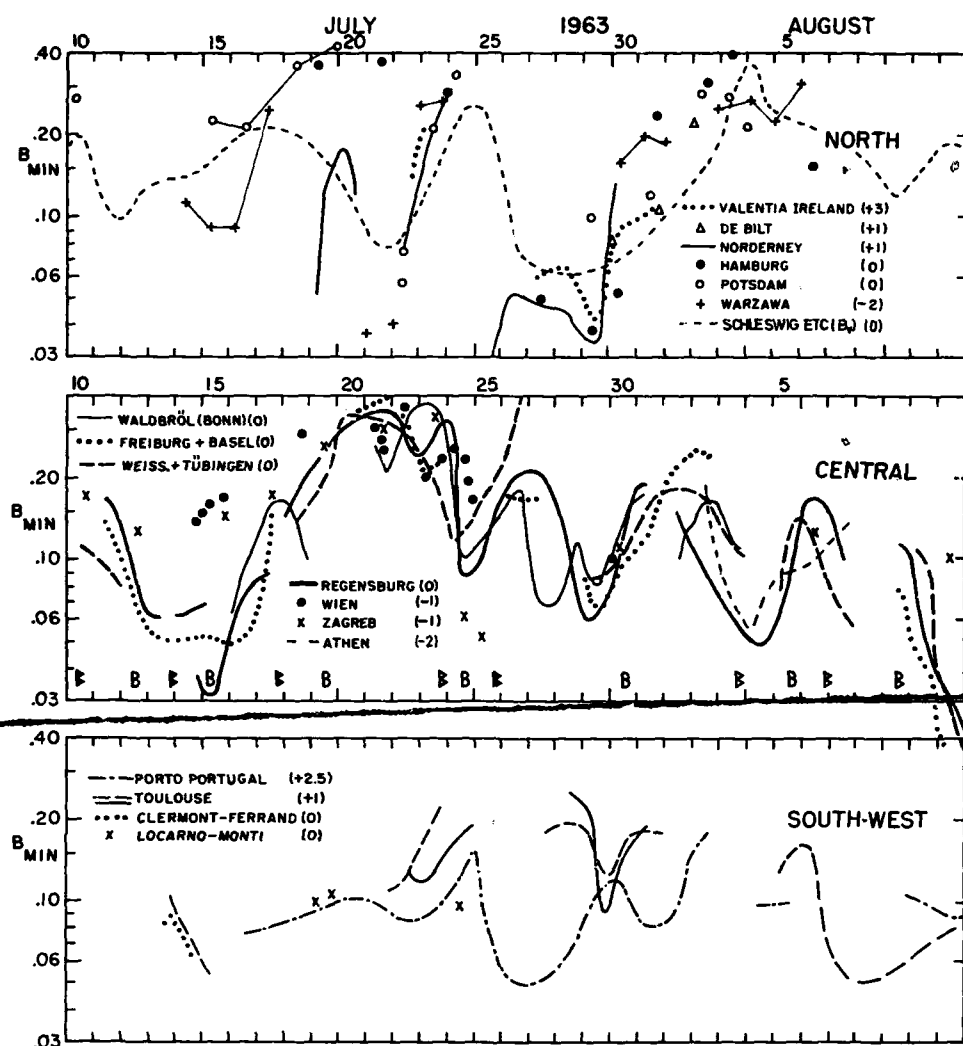 JULY 1963 AUGUST
10 15 20 25 30 5
.40
.20
B MIN
.10
.06
.03
NORTH
VALENTIA IRELAND (+3)
DE BILT (+1)
NORDERNEY (+1)
HAMBURG (0)
POTSDAM (0)
WARZAWA (-2)
SCHLESWIG ETC (Br) (0)
10 15 20 25 30 5
WALDBRÖL (BONN) (0)
FREIBURG + BASEL (0)
WEISS. + TÜBINGEN (0)
.20
B MIN
.10
.06
.03
CENTRAL
REGENSBURG (0)
WIEN (-1)
ZAGREB (-1)
ATHEN (-2)
B B B B B B
.40
PORTO PORTUGAL (+2.5)
TOULOUSE (+1)
CLERMONT-FERRAND (0)
LOCARNO-MONTI (0)
.20
B MIN
.10
.06
.03
SOUTH-WEST